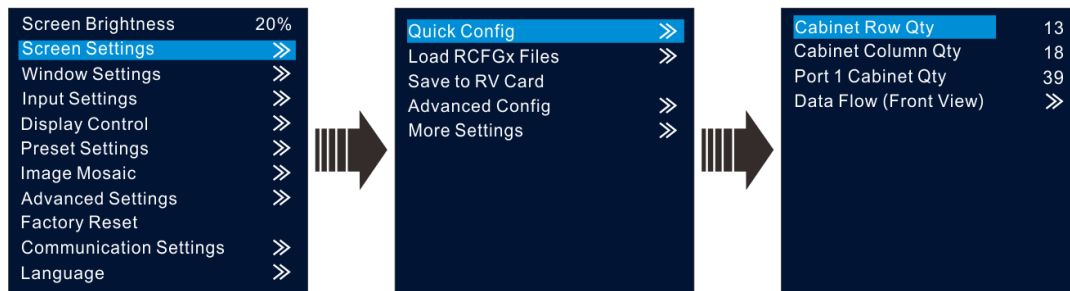 Screen Brightness 20%
Screen Settings
Window Settings
Input Settings
Display Control
Preset Settings
Image Mosaic
Advanced Settings
Factory Reset
Communication Settings
Language
Quick Config
Load RCFGx Files
Save to RV Card
Advanced Config
More Settings
Cabinet Row Qty 13
Cabinet Column Qty 18
Port 1 Cabinet Qty 39
Data Flow (Front View)